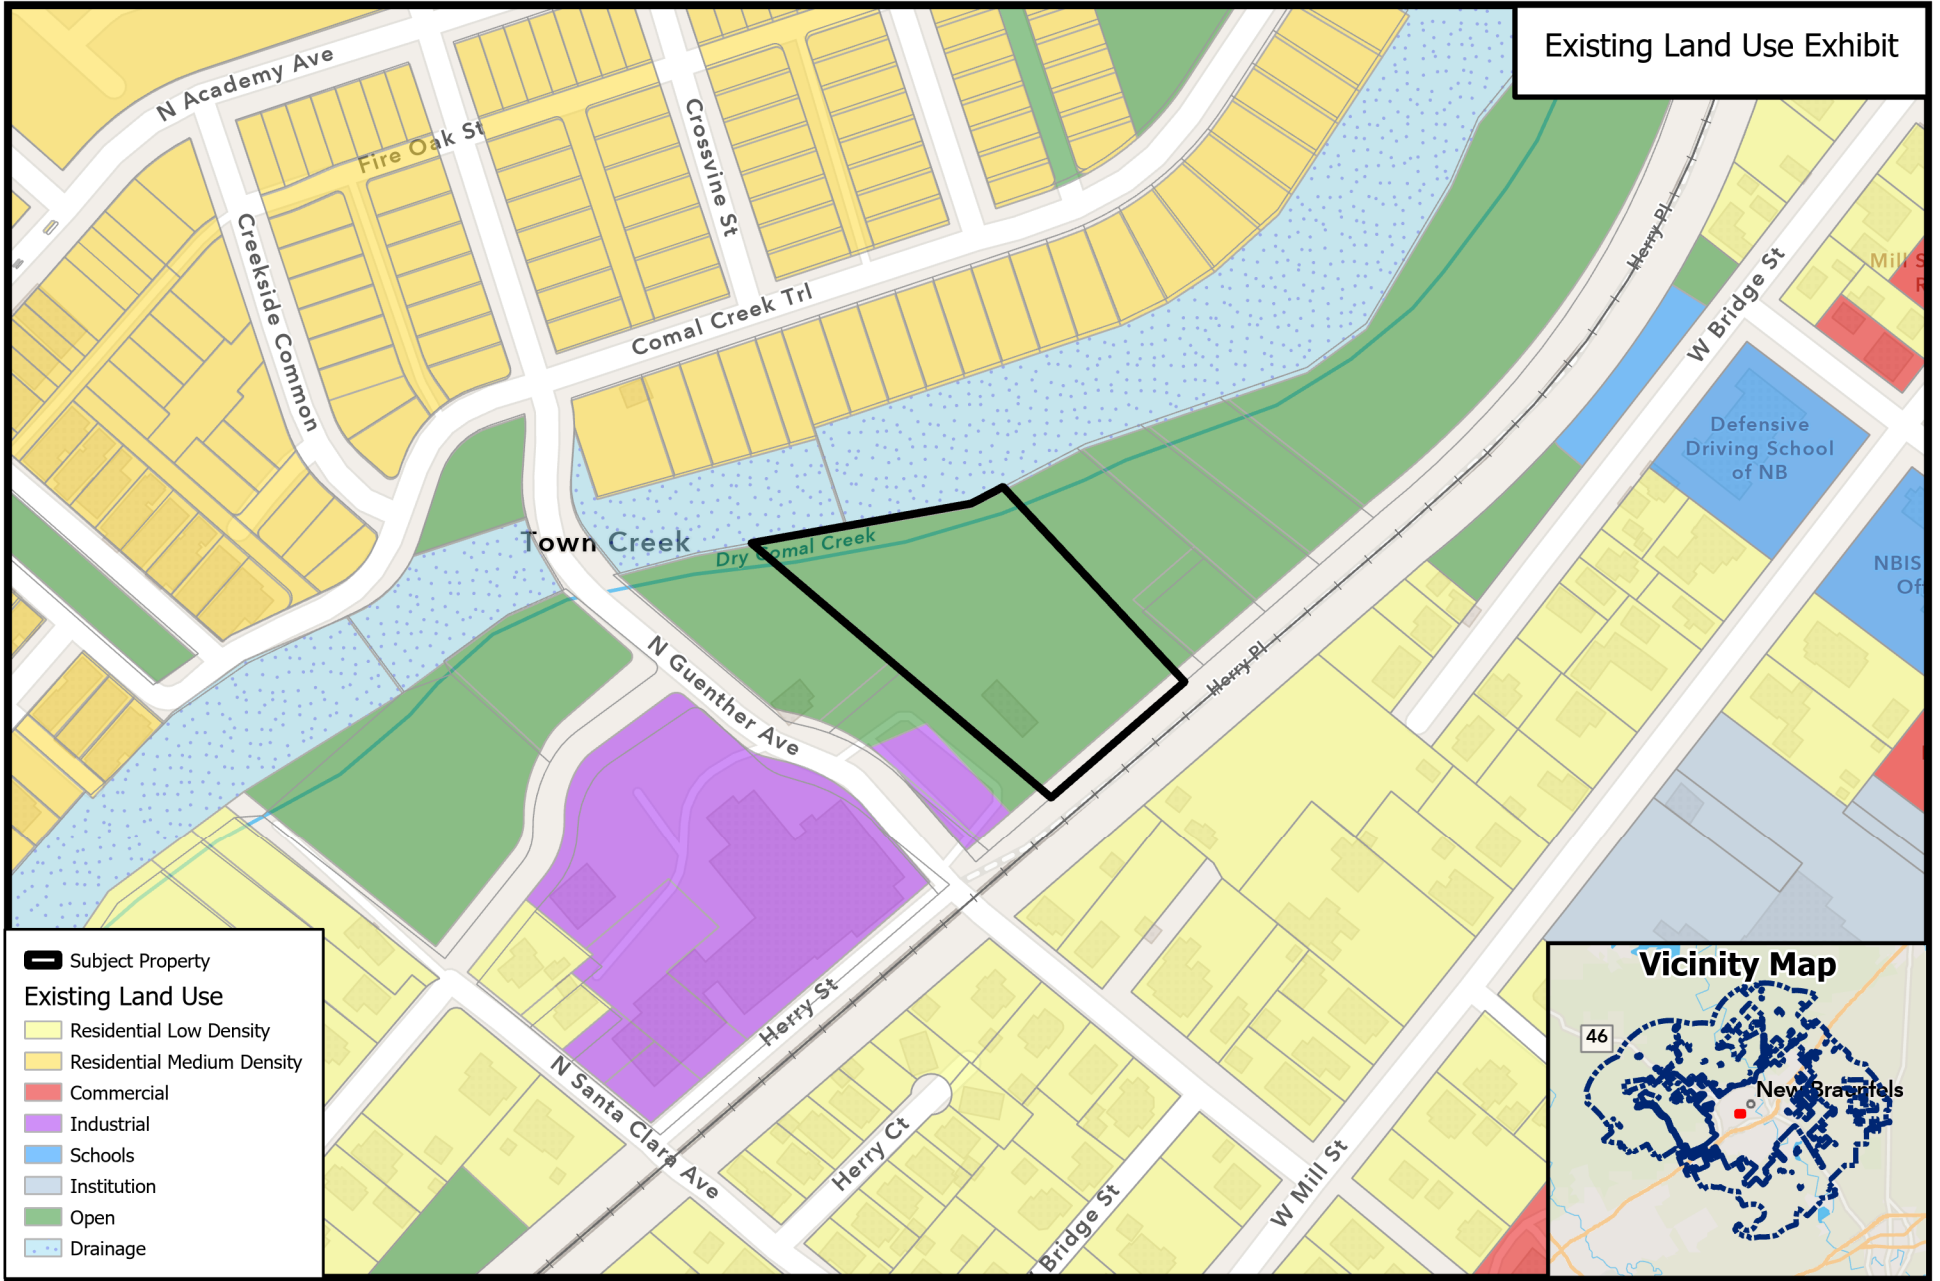 Existing Land Use Exhibit
N Academy Ave
Fire Oak St
Crossvine St
Creekside Common
Comal Creek Trl
Herry Pl
W Bridge St
Mill S
R
Defensive
Driving School
of NB
NBIS
Of
Town Creek
Dry Comal Creek
N Guenther Ave
Herry Pl
Herry St
N Santa Clara Ave
Herry Ct
Bridge St
W Mill St
Subject Property
Existing Land Use
Residential Low Density
Residential Medium Density
Commercial
Industrial
Schools
Institution
Open
Drainage
Vicinity Map
46
New Braunfels